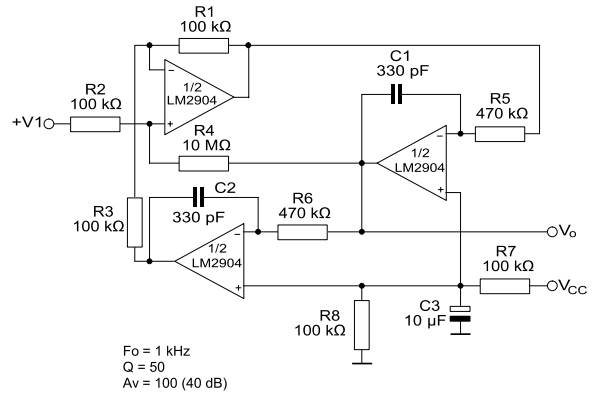 R1
100 kΩ
C1
330 pF
R2
100 kΩ
−
1/2
LM2904
+
R5
470 kΩ
+V1
R4
10 MΩ
−
1/2
LM2904
+
C2
330 pF
R3
100 kΩ
R6
470 kΩ
−
1/2
LM2904
+
Vo
R7
100 kΩ
VCC
R8
100 kΩ
C3
10 µF
Fo = 1 kHz
Q = 50
Av = 100 (40 dB)